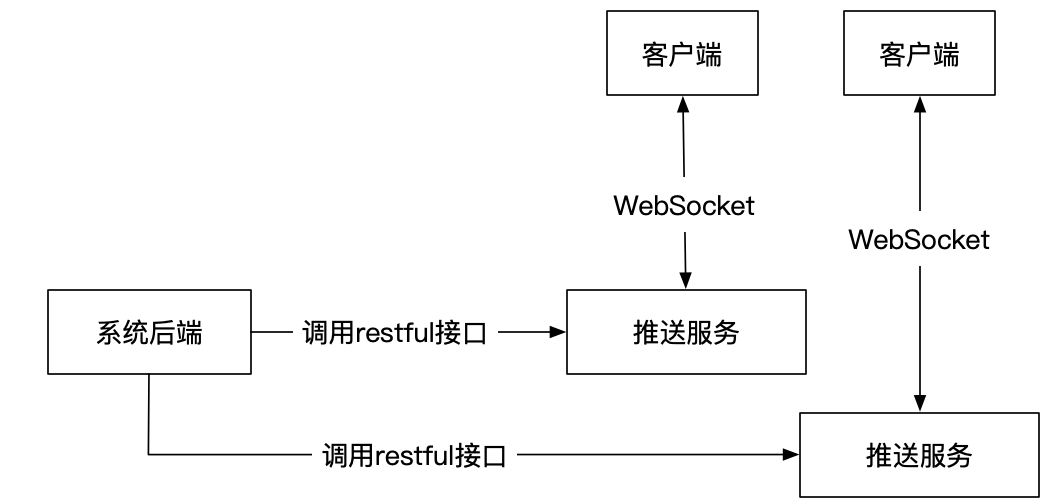 客户端
客户端
WebSocket
WebSocket
系统后端
调用restful接口
推送服务
调用restful接口
推送服务